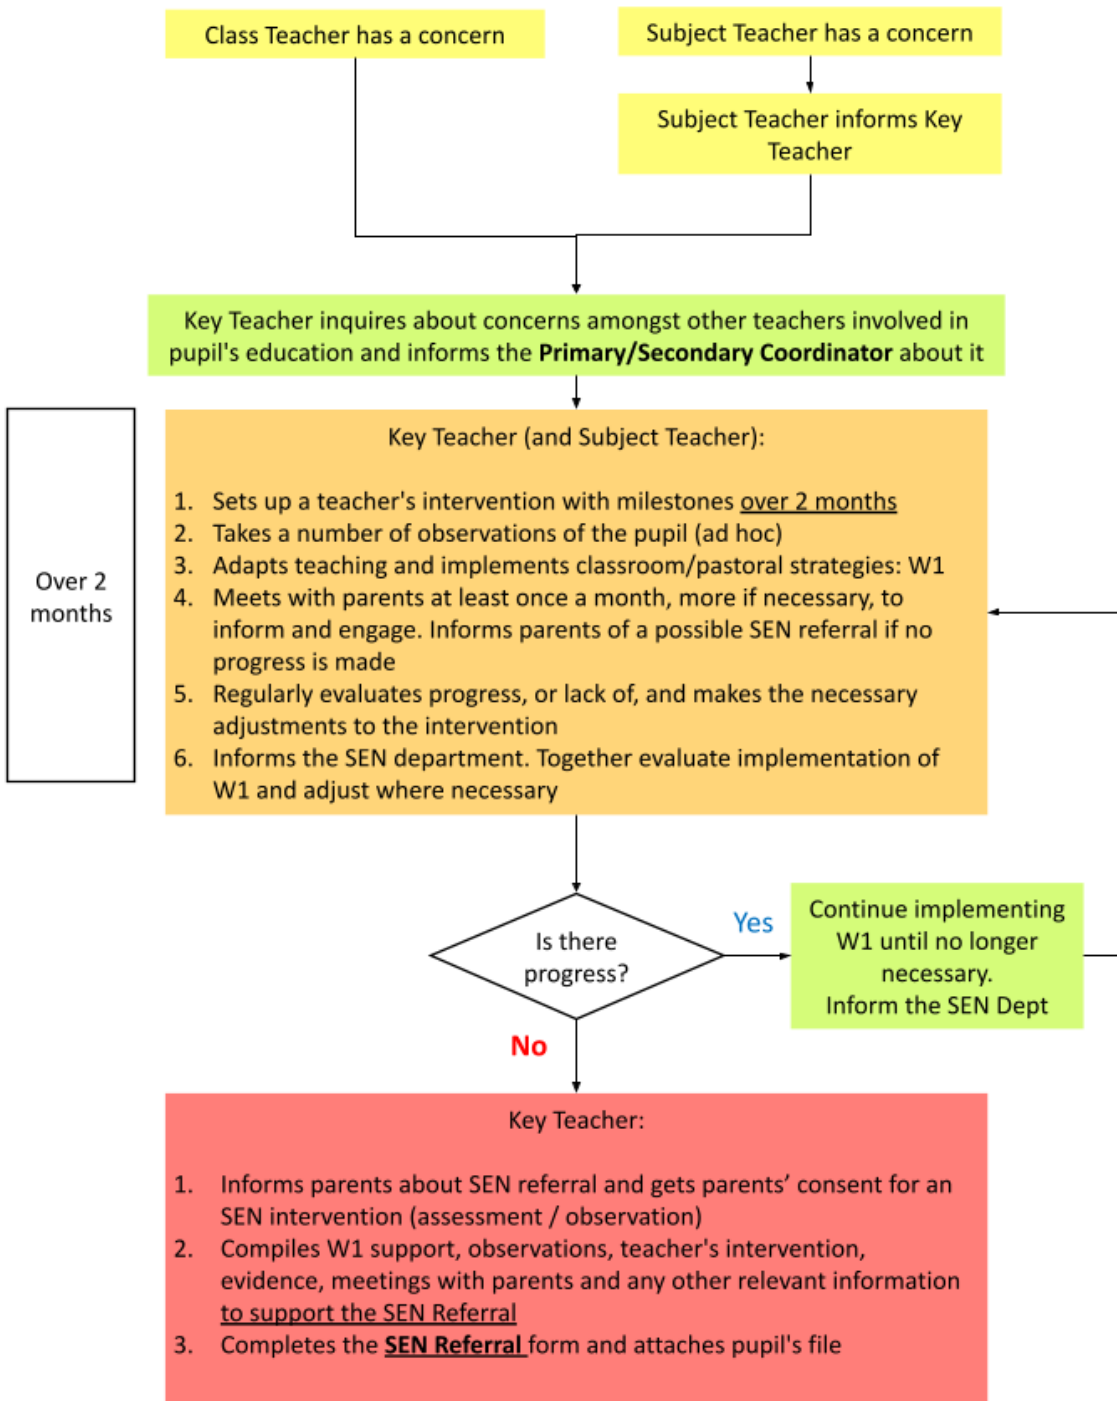 Class Teacher has a concern
Subject Teacher has a concern
Subject Teacher informs Key
Teacher
Key Teacher inquires about concerns amongst other teachers involved in
pupil's education and informs the Primary/Secondary Coordinator about it
Over 2
months
Key Teacher (and Subject Teacher):
1. Sets up a teacher's intervention with milestones over 2 months
2. Takes a number of observations of the pupil (ad hoc)
3. Adapts teaching and implements classroom/pastoral strategies: W1
4. Meets with parents at least once a month, more if necessary, to
inform and engage. Informs parents of a possible SEN referral if no
progress is made
5. Regularly evaluates progress, or lack of, and makes the necessary
adjustments to the intervention
6. Informs the SEN department. Together evaluate implementation of
W1 and adjust where necessary
Is there
progress?
Yes
Continue implementing
W1 until no longer
necessary.
Inform the SEN Dept
No
Key Teacher:
1. Informs parents about SEN referral and gets parents’ consent for an
SEN intervention (assessment / observation)
2. Compiles W1 support, observations, teacher's intervention,
evidence, meetings with parents and any other relevant information
to support the SEN Referral
3. Completes the SEN Referral form and attaches pupil's file